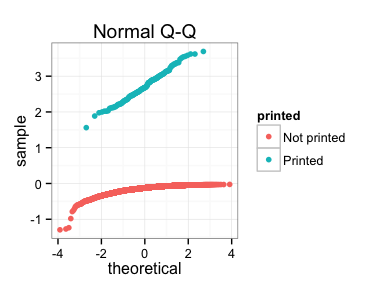 Normal Q-Q
sample
3
2
1
0
-1
-4
-2
0
2
4
theoretical
printed
Not printed
Printed